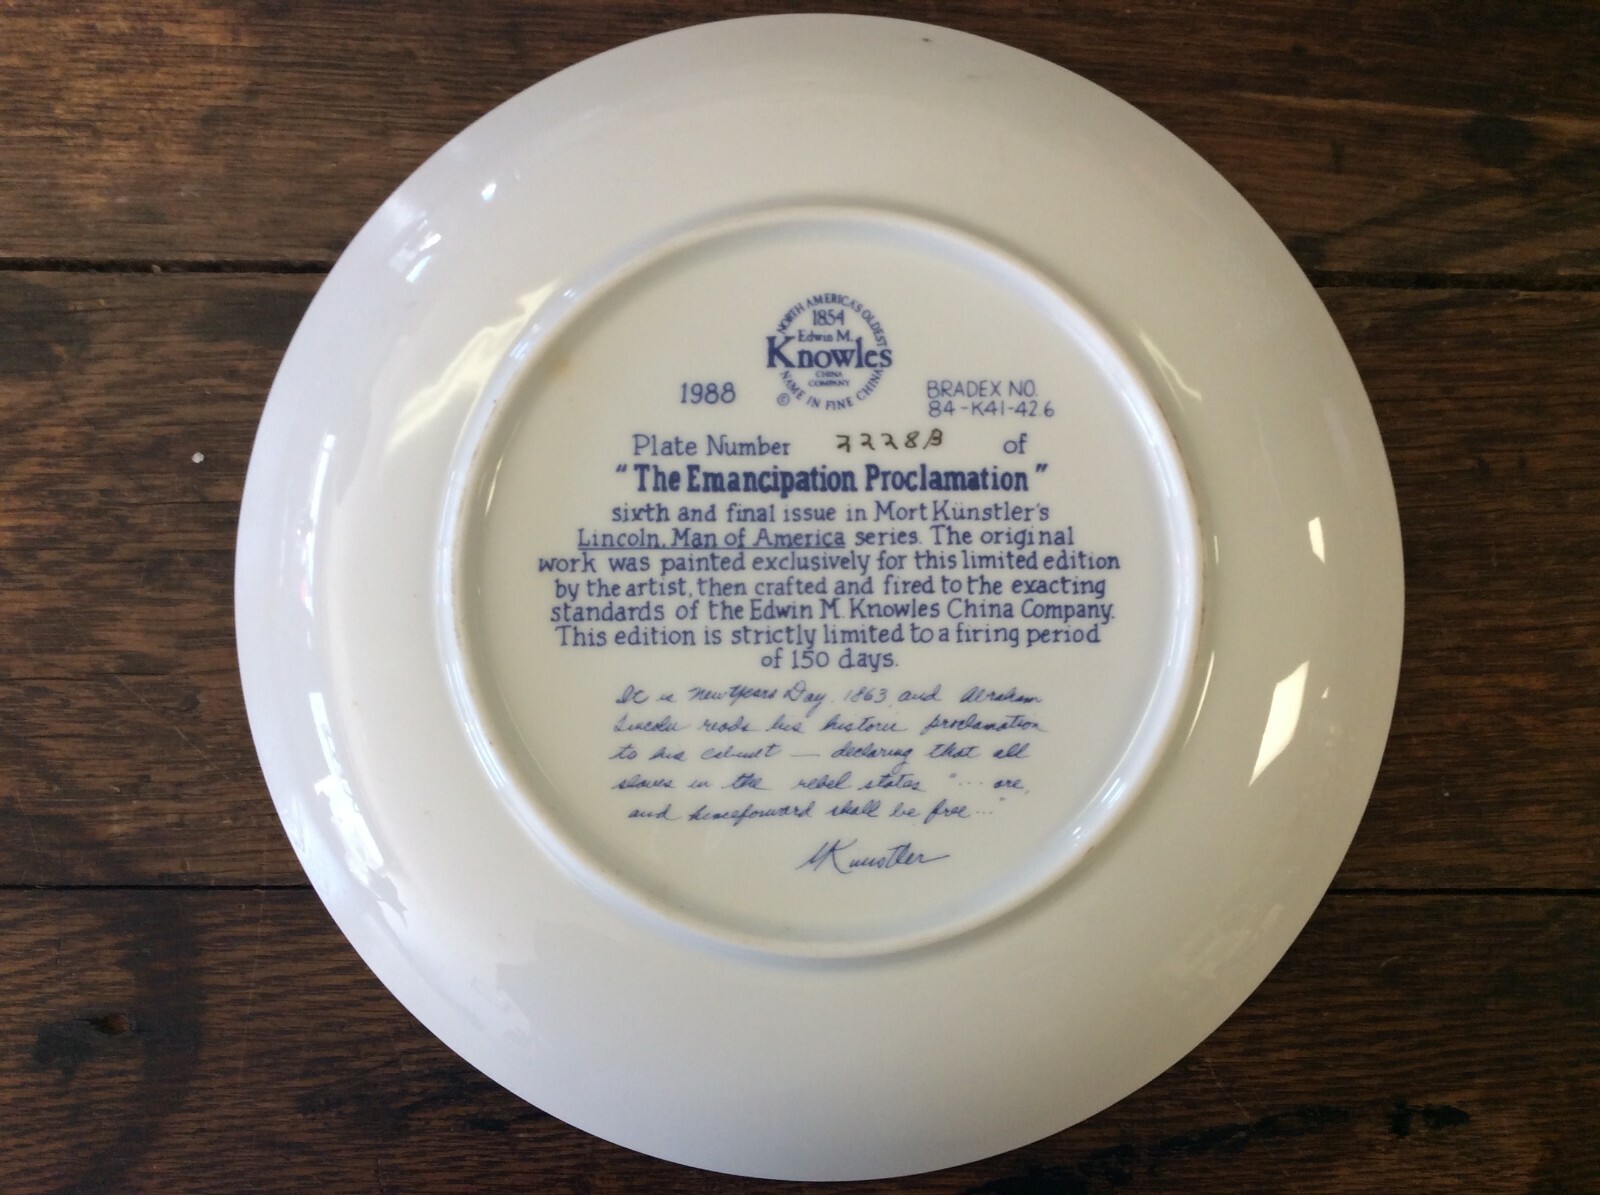 NORTH AMERICA'S OLDEST
1854
Edwin M.
Knowles
CHINA
COMPANY
NAME IN FINE CHINA
©
1988
BRADEX NO.
84-K41-42.6
Plate Number 2228B of
"The Emancipation Proclamation"
sixth and final issue in Mort Künstler's
Lincoln, Man of America series. The original
work was painted exclusively for this limited edition
by the artist, then crafted and fired to the exacting
standards of the Edwin M. Knowles China Company.
This edition is strictly limited to a firing period
of 150 days.
It is New Years Day, 1863, and Abraham
Lincoln reads his historic proclamation
to his cabinet — declaring that all
slaves in the rebel states "... are,
and henceforward shall be free..."
MKunstler